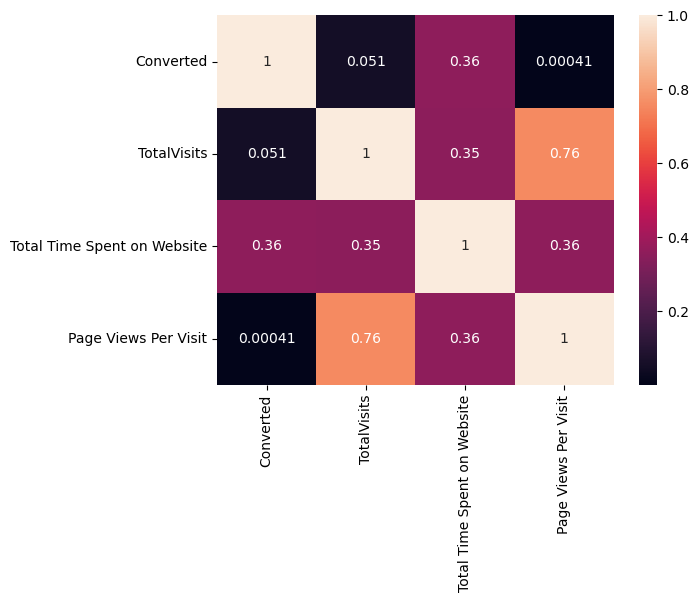 Converted 1 0.051 0.36 0.00041
TotalVisits 0.051 1 0.35 0.76
Total Time Spent on Website 0.36 0.35 1 0.36
Page Views Per Visit 0.00041 0.76 0.36 1
Converted
TotalVisits
Total Time Spent on Website
Page Views Per Visit
1.0
0.8
0.6
0.4
0.2